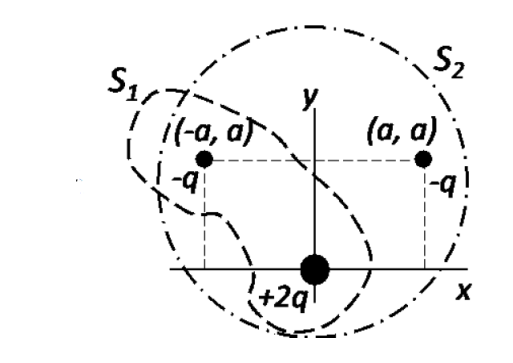 S₁
S₂
y
(-a, a)
(a, a)
-q
-q
+2q
x